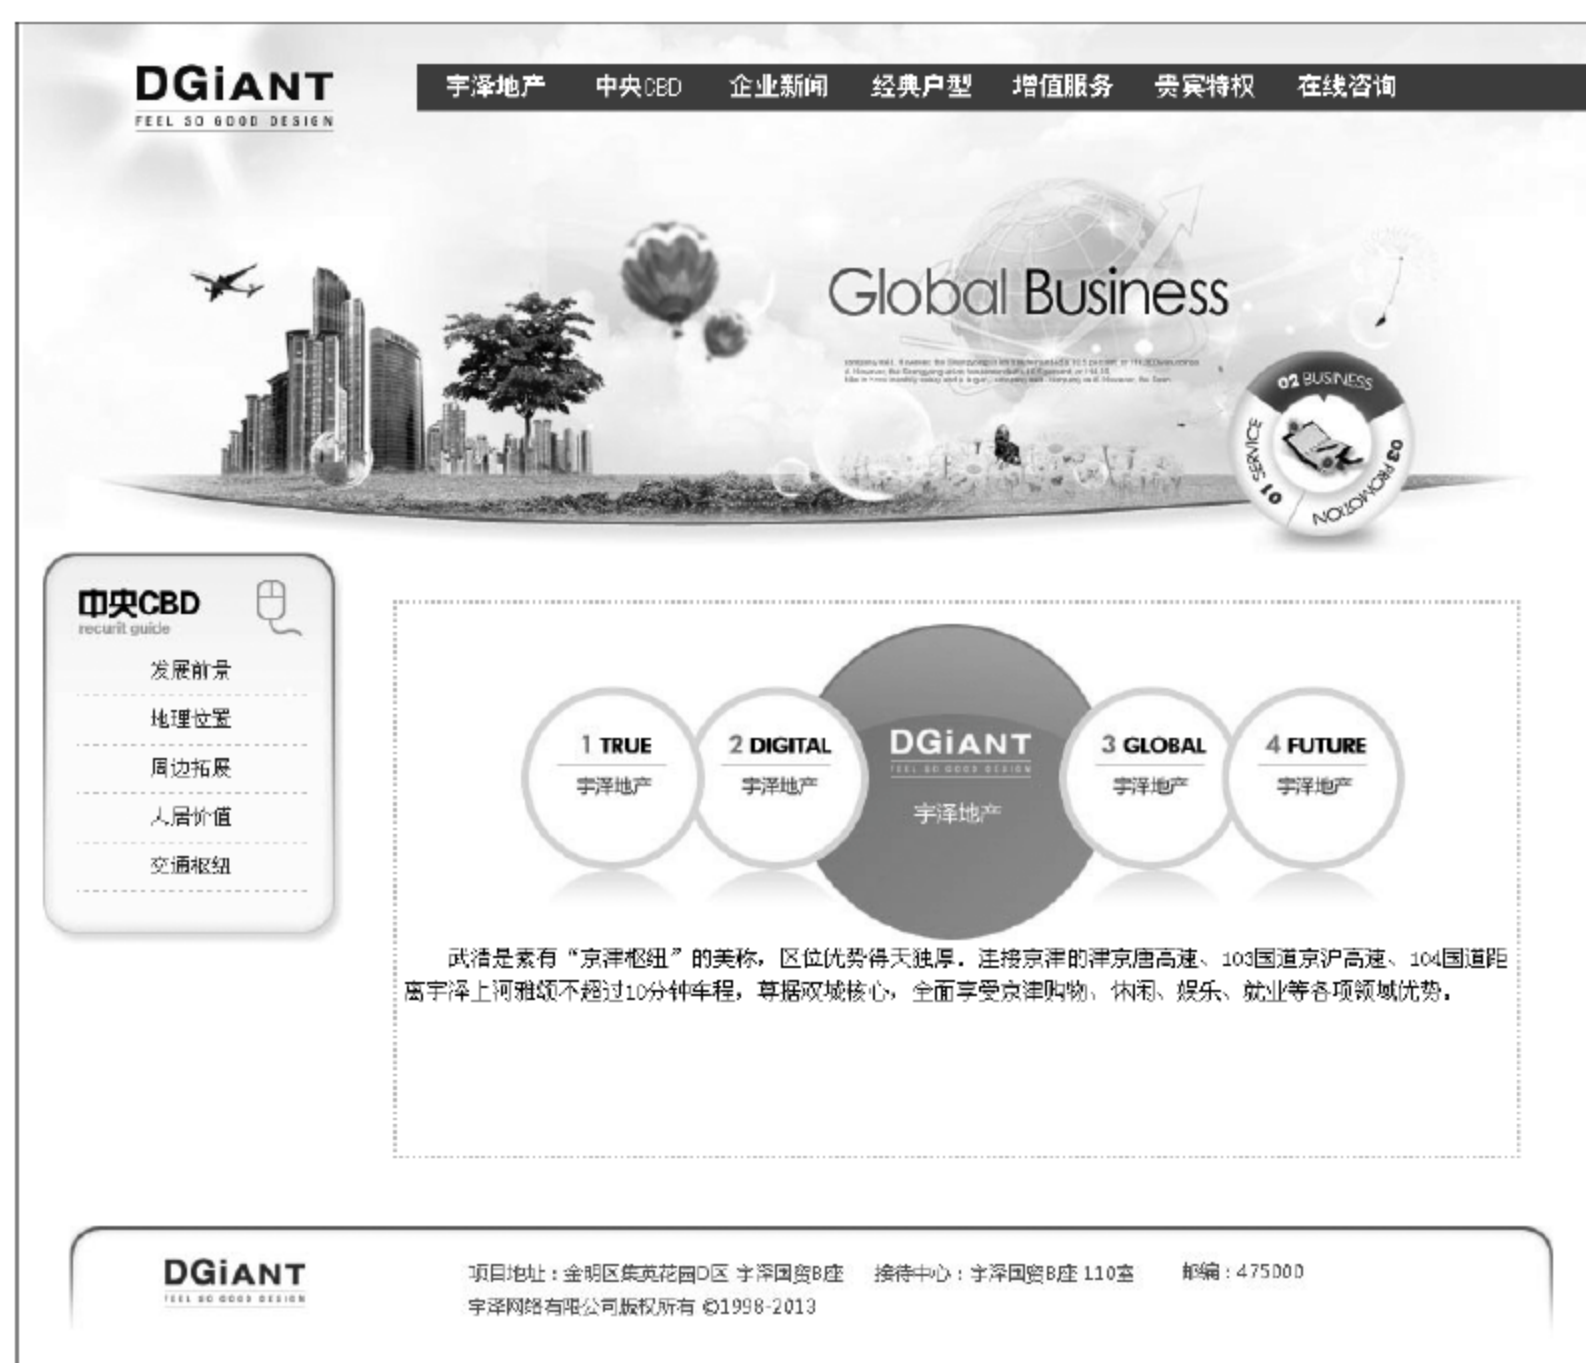 DGiANT
FEEL SO GOOD DESIGN
宇泽地产 中央CBD 企业新闻 经典户型 增值服务 贵宾特权 在线咨询
Global Business
02 BUSINESS
01 SERVICE
03 PROMOTION
中央CBD
recurit guide
发展前景
地理位置
周边拓展
人居价值
交通枢纽
1 TRUE
宇泽地产
2 DIGITAL
宇泽地产
DGiANT
FEEL SO GOOD DESIGN
宇泽地产
3 GLOBAL
宇泽地产
4 FUTURE
宇泽地产
武清是素有“京津枢纽”的美称，区位优势得天独厚．连接京津的津京唐高速、103国道京沪高速、104国道距
离宇泽上河雅颂不超过10分钟车程，尊据双城核心，全面享受京津购物、休闲、娱乐、就业等各项领域优势。
DGiANT
FEEL SO GOOD DESIGN
项目地址：金明区集英花园D区 宇泽国贸B座 接待中心：宇泽国贸B座 110室 邮编：475000
宇泽网络有限公司版权所有 ©1998-2013